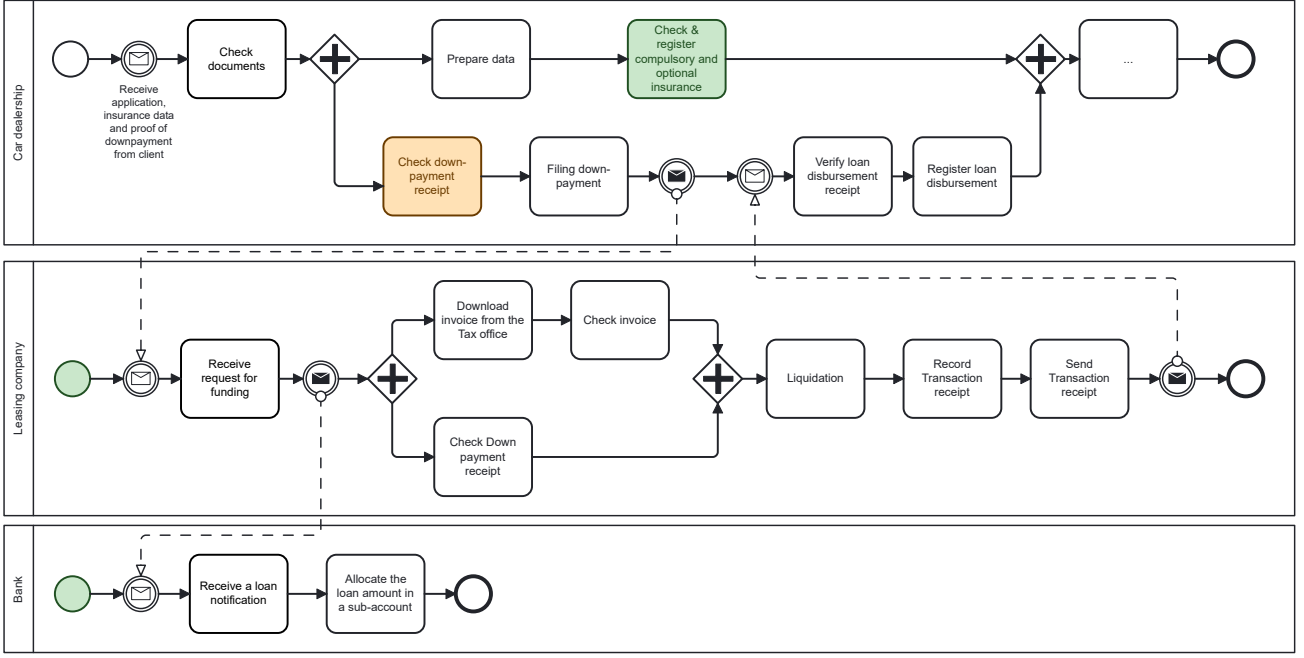 Car dealership
Receive
application,
insurance data
and proof of
downpayment
from client
Check
documents
Prepare data
Check &
register
compulsory and
optional
insurance
...
Check down-
payment
receipt
Filing down-
payment
Verify loan
disbursement
receipt
Register loan
disbursement
Leasing company
Receive
request for
funding
Download
invoice from the
Tax office
Check invoice
Check Down
payment
receipt
Liquidation
Record
Transaction
receipt
Send
Transaction
receipt
Bank
Receive a loan
notification
Allocate the
loan amount in
a sub-account